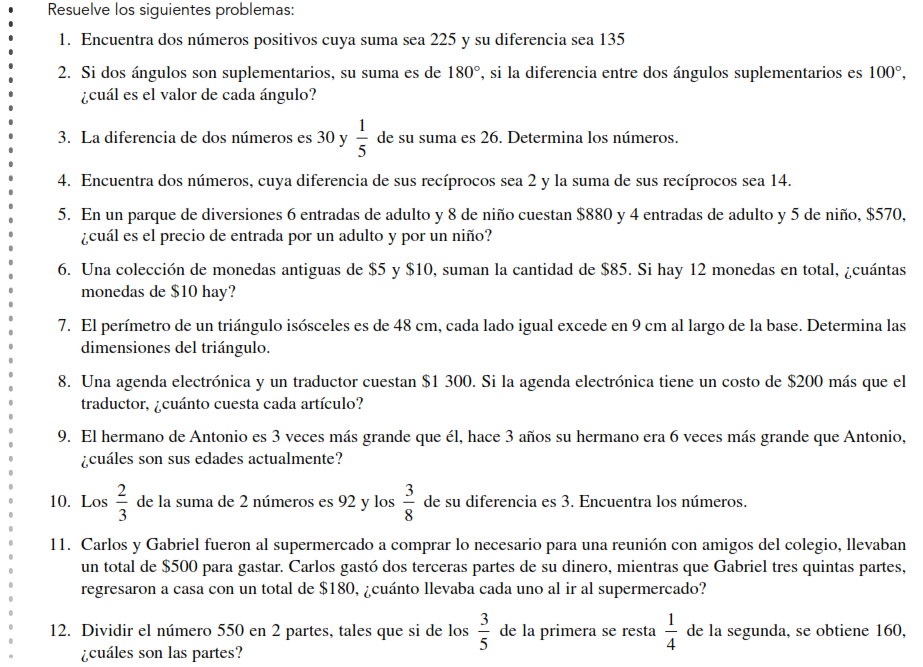 Resuelve los siguientes problemas:
1. Encuentra dos números positivos cuya suma sea 225 y su diferencia sea 135
2. Si dos ángulos son suplementarios, su suma es de 180°, si la diferencia entre dos ángulos suplementarios es 100°,
¿cuál es el valor de cada ángulo?
3. La diferencia de dos números es 30 y 1/5 de su suma es 26. Determina los números.
4. Encuentra dos números, cuya diferencia de sus recíprocos sea 2 y la suma de sus recíprocos sea 14.
5. En un parque de diversiones 6 entradas de adulto y 8 de niño cuestan $880 y 4 entradas de adulto y 5 de niño, $570,
¿cuál es el precio de entrada por un adulto y por un niño?
6. Una colección de monedas antiguas de $5 y $10, suman la cantidad de $85. Si hay 12 monedas en total, ¿cuántas
monedas de $10 hay?
7. El perímetro de un triángulo isósceles es de 48 cm, cada lado igual excede en 9 cm al largo de la base. Determina las
dimensiones del triángulo.
8. Una agenda electrónica y un traductor cuestan $1 300. Si la agenda electrónica tiene un costo de $200 más que el
traductor, ¿cuánto cuesta cada artículo?
9. El hermano de Antonio es 3 veces más grande que él, hace 3 años su hermano era 6 veces más grande que Antonio,
¿cuáles son sus edades actualmente?
10. Los 2/3 de la suma de 2 números es 92 y los 3/8 de su diferencia es 3. Encuentra los números.
11. Carlos y Gabriel fueron al supermercado a comprar lo necesario para una reunión con amigos del colegio, llevaban
un total de $500 para gastar. Carlos gastó dos terceras partes de su dinero, mientras que Gabriel tres quintas partes,
regresaron a casa con un total de $180, ¿cuánto llevaba cada uno al ir al supermercado?
12. Dividir el número 550 en 2 partes, tales que si de los 3/5 de la primera se resta 1/4 de la segunda, se obtiene 160,
¿cuáles son las partes?